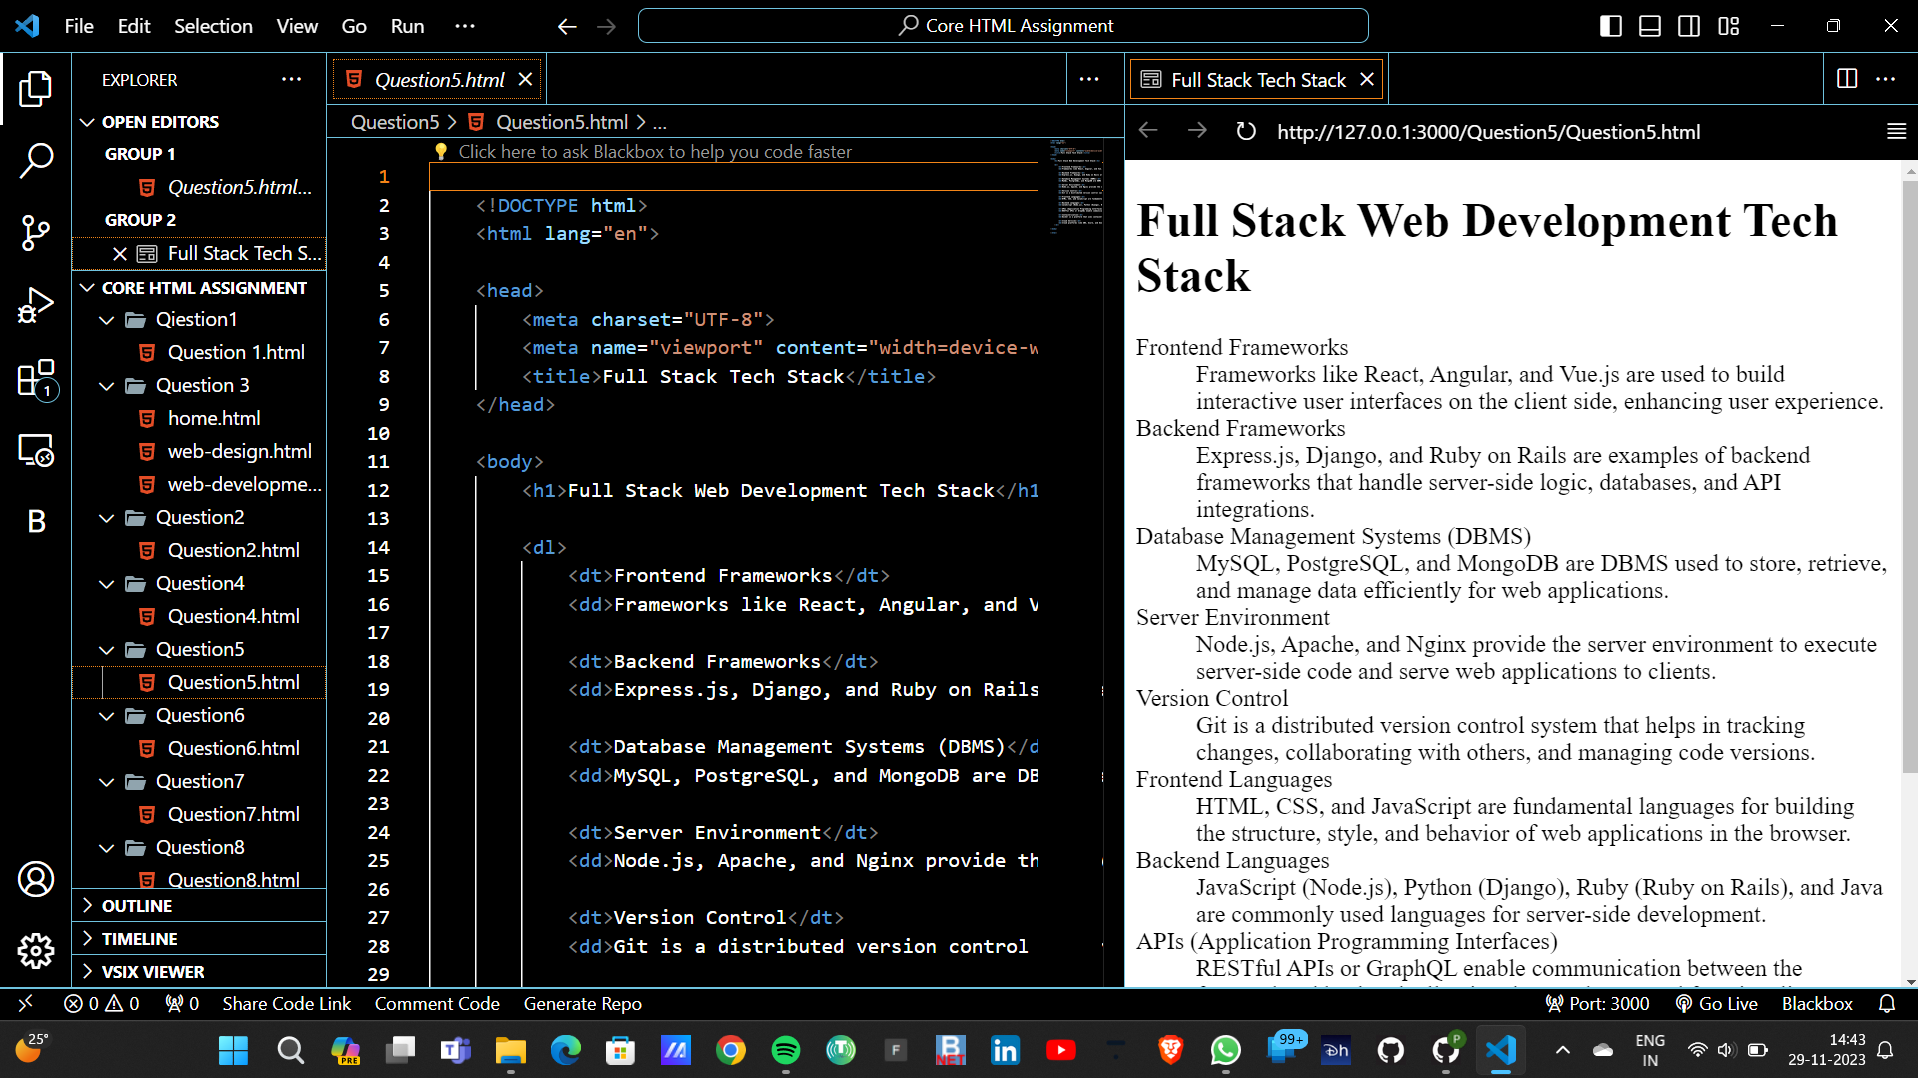 File Edit Selection View Go Run ...
Core HTML Assignment
EXPLORER
OPEN EDITORS
GROUP 1
Question5.html...
GROUP 2
Full Stack Tech S...
CORE HTML ASSIGNMENT
Qiestion1
Question 1.html
Question 3
home.html
web-design.html
web-developme...
Question2
Question2.html
Question4
Question4.html
Question5
Question5.html
Question6
Question6.html
Question7
Question7.html
Question8
Question8.html
OUTLINE
TIMELINE
VSIX VIEWER
1
B
Question5.html
Question5 > Question5.html > ...
Click here to ask Blackbox to help you code faster
1
2 <!DOCTYPE html>
3 <html lang="en">
4
5 <head>
6 <meta charset="UTF-8">
7 <meta name="viewport" content="width=device-w
8 <title>Full Stack Tech Stack</title>
9 </head>
10
11 <body>
12 <h1>Full Stack Web Development Tech Stack</h1
13
14 <dl>
15 <dt>Frontend Frameworks</dt>
16 <dd>Frameworks like React, Angular, and V
17
18 <dt>Backend Frameworks</dt>
19 <dd>Express.js, Django, and Ruby on Rails
20
21 <dt>Database Management Systems (DBMS)</d
22 <dd>MySQL, PostgreSQL, and MongoDB are DB
23
24 <dt>Server Environment</dt>
25 <dd>Node.js, Apache, and Nginx provide th
26
27 <dt>Version Control</dt>
28 <dd>Git is a distributed version control
29
Full Stack Tech Stack
http://127.0.0.1:3000/Question5/Question5.html
Full Stack Web Development Tech
Stack
Frontend Frameworks
Frameworks like React, Angular, and Vue.js are used to build
interactive user interfaces on the client side, enhancing user experience.
Backend Frameworks
Express.js, Django, and Ruby on Rails are examples of backend
frameworks that handle server-side logic, databases, and API
integrations.
Database Management Systems (DBMS)
MySQL, PostgreSQL, and MongoDB are DBMS used to store, retrieve,
and manage data efficiently for web applications.
Server Environment
Node.js, Apache, and Nginx provide the server environment to execute
server-side code and serve web applications to clients.
Version Control
Git is a distributed version control system that helps in tracking
changes, collaborating with others, and managing code versions.
Frontend Languages
HTML, CSS, and JavaScript are fundamental languages for building
the structure, style, and behavior of web applications in the browser.
Backend Languages
JavaScript (Node.js), Python (Django), Ruby (Ruby on Rails), and Java
are commonly used languages for server-side development.
APIs (Application Programming Interfaces)
RESTful APIs or GraphQL enable communication between the
0 0 0 Share Code Link Comment Code Generate Repo
Port: 3000 Go Live Blackbox
25°
PRE
F
B
NET
in
99+
Dh
P
ENG
IN
14:43
29-11-2023